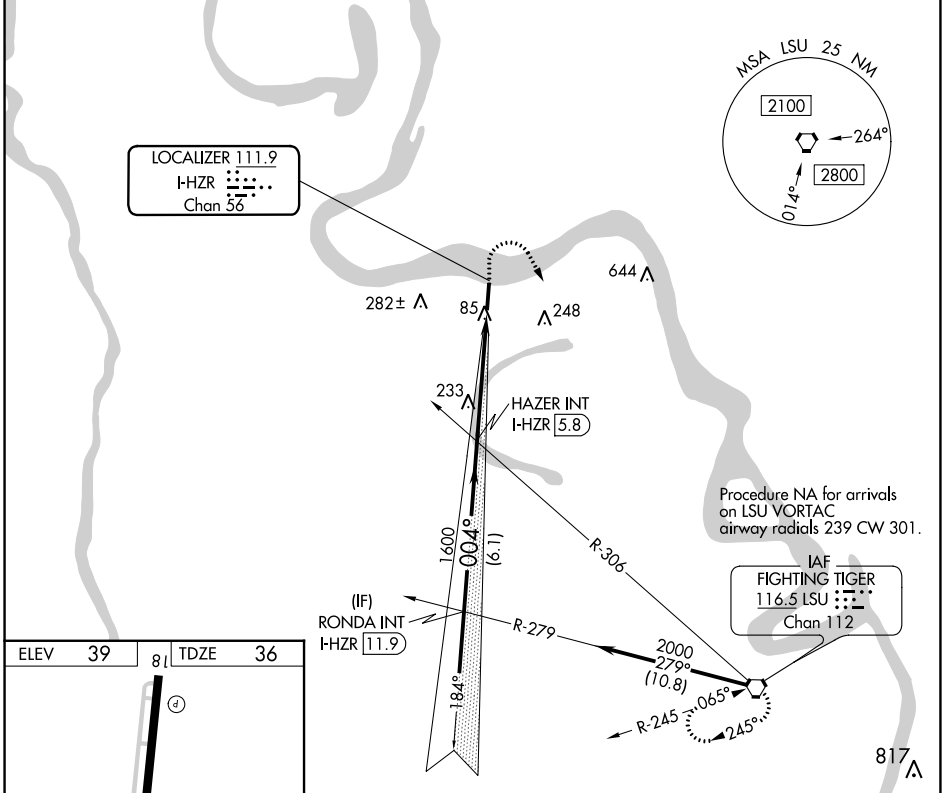 MSA LSU 25 NM
2100
264°
2800
014°
LOCALIZER 111.9
I-HZR
Chan 56
644
282±
85
248
233
HAZER INT
I-HZR 5.8
Procedure NA for arrivals
on LSU VORTAC
airway radials 239 CW 301.
1600
004°
(6.1)
R-306
IAF
FIGHTING TIGER
116.5 LSU
Chan 112
(IF)
RONDA INT
I-HZR 11.9
R-279
2000
279°
(10.8)
184°
R-245
065°
245°
817
ELEV 39
18
TDZE 36
P